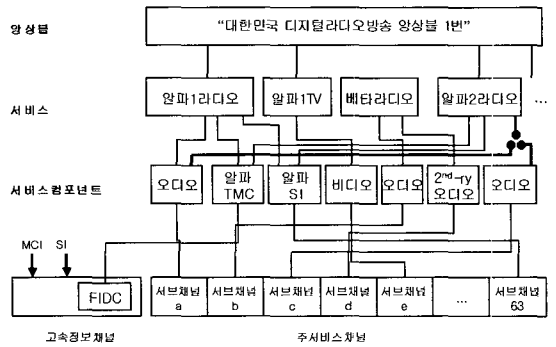 앙상블
“대한민국 디지털라디오방송 앙상블 1번”
서비스
알파1라디오
알파1TV
베타라디오
알파2라디오
...
서비스컴포넌트
오디오
알파
TMC
알파
SI
비디오
오디오
2nd-ry
오디오
오디오
MCI
SI
FIDC
서브채널
a
서브채널
b
서브채널
c
서브채널
d
서브채널
e
...
서브채널
63
고속정보채널
주서비스채널